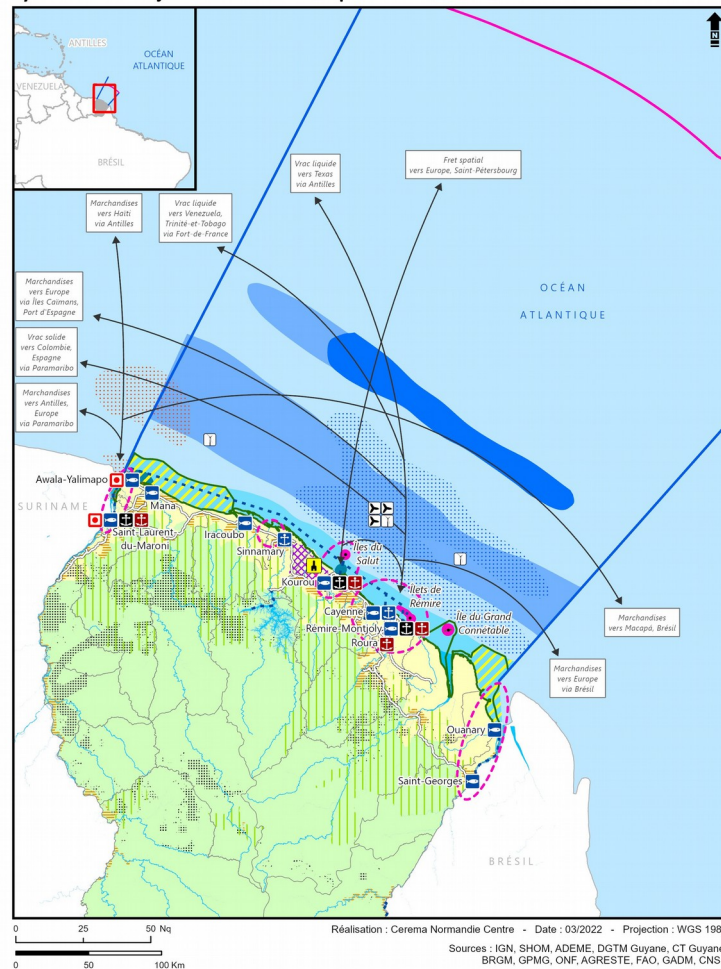 ANTILLES
OCÉAN
ATLANTIQUE
VENEZUELA
BRÉSIL
N
Marchandises
vers Haïti
via Antilles
Vrac liquide
vers Venezuela,
Trinité-et-Tobago
via Fort-de-France
Vrac liquide
vers Texas
via Antilles
Fret spatial
vers Europe, Saint-Pétersbourg
Marchandises
vers Europe
via Îles Caïmans,
Port d'Espagne
Vrac solide
vers Colombie,
Espagne
via Paramaribo
Marchandises
vers Antilles,
Europe
via Paramaribo
OCÉAN
ATLANTIQUE
Awala-Yalimapo
SURINAME
Mana
Saint-Laurent-
du-Maroni
Iracoubo
Sinnamary
Kourou
Îles du
Salut
Cayenne
Rémire-Montjoly
Roura
Îlets de
Rémire
Île du Grand
Connétable
Marchandises
vers Macapá, Brésil
Marchandises
vers Europe
via Brésil
Ouanary
Saint-Georges
BRÉSIL
0 25 50 Nq
0 50 100 Km
Réalisation : Cerema Normandie Centre - Date : 03/2022 - Projection : WGS 198
Sources : IGN, SHOM, ADEME, DGTM Guyane, CT Guyane
BRGM, GPMG, ONF, AGRESTE, FAO, GADM, CNS